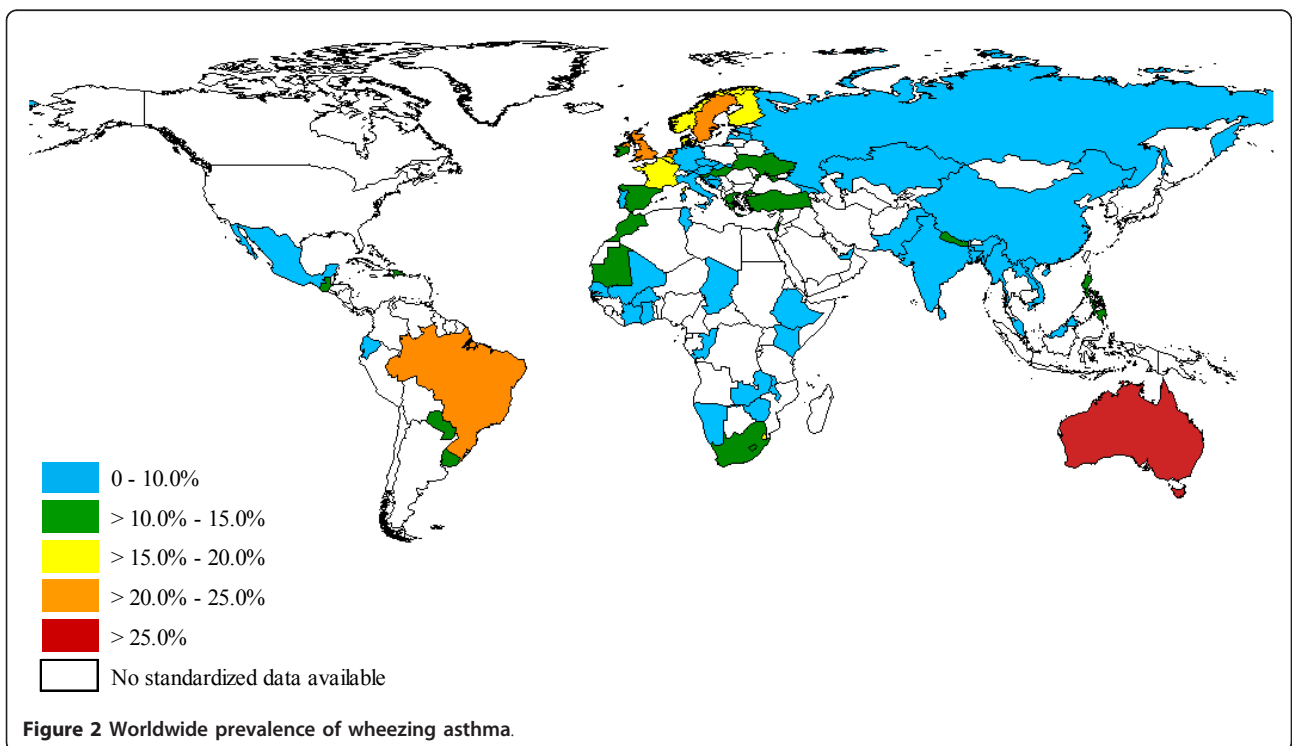 0 - 10.0%
> 10.0% - 15.0%
> 15.0% - 20.0%
> 20.0% - 25.0%
> 25.0%
No standardized data available
Figure 2 Worldwide prevalence of wheezing asthma.